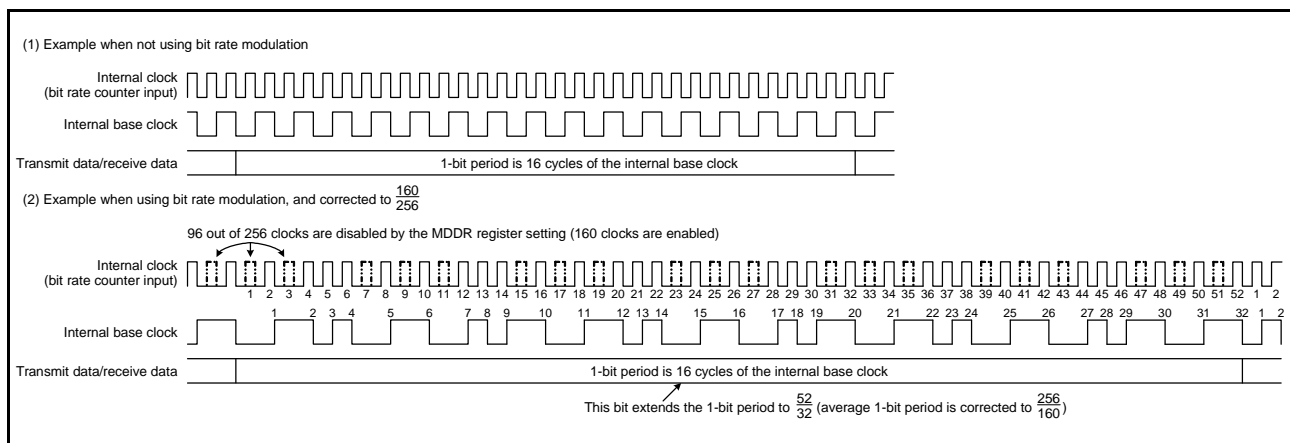 (1) Example when not using bit rate modulation
Internal clock
(bit rate counter input)
Internal base clock
Transmit data/receive data
1-bit period is 16 cycles of the internal base clock
(2) Example when using bit rate modulation, and corrected to 160/256
96 out of 256 clocks are disabled by the MDDR register setting (160 clocks are enabled)
Internal clock
(bit rate counter input)
1 2 3 4 5 6 7 8 9 10 11 12 13 14 15 16 17 18 19 20 21 22 23 24 25 26 27 28 29 30 31 32 33 34 35 36 37 38 39 40 41 42 43 44 45 46 47 48 49 50 51 52 1 2
1 2 3 4 5 6 7 8 9 10 11 12 13 14 15 16 17 18 19 20 21 22 23 24 25 26 27 28 29 30 31 32 1 2
Internal base clock
Transmit data/receive data
1-bit period is 16 cycles of the internal base clock
This bit extends the 1-bit period to 52/32 (average 1-bit period is corrected to 256/160)